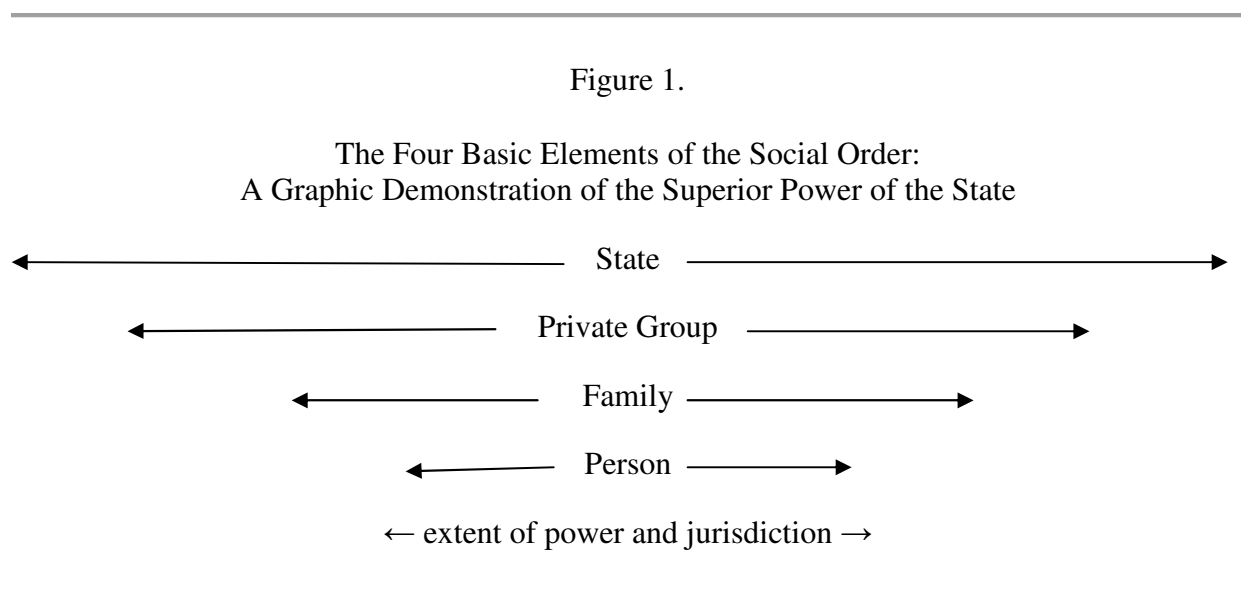 Figure 1.
The Four Basic Elements of the Social Order:
A Graphic Demonstration of the Superior Power of the State
State
Private Group
Family
Person
← extent of power and jurisdiction →